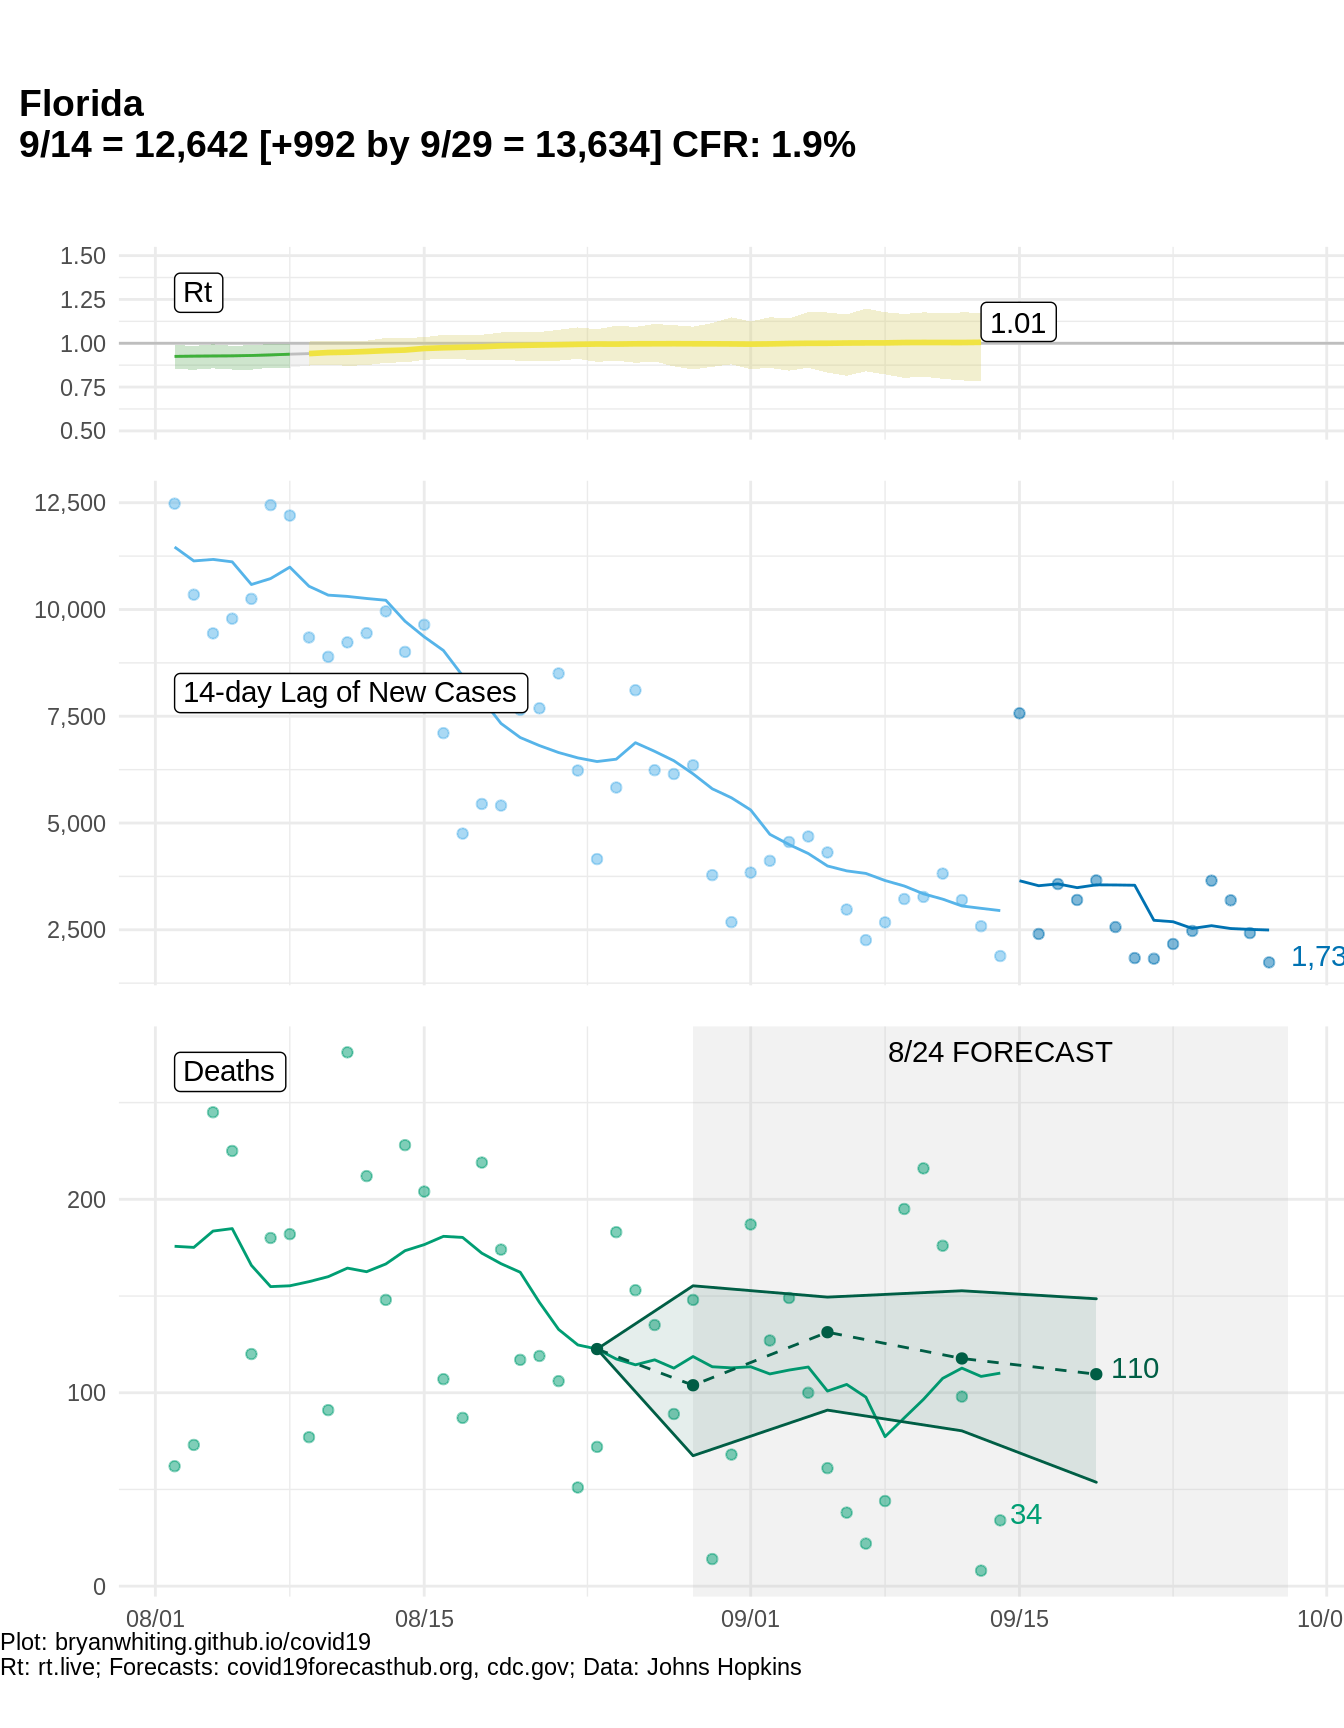 Florida
9/14 = 12,642 [+992 by 9/29 = 13,634] CFR: 1.9%
1.50
1.25
1.00
0.75
0.50
Rt
1.01
12,500
10,000
7,500
5,000
2,500
14-day Lag of New Cases
1,73
200
100
0
Deaths
8/24 FORECAST
110
34
08/01
08/15
09/01
09/15
10/0
Plot: bryanwhiting.github.io/covid19
Rt: rt.live; Forecasts: covid19forecasthub.org, cdc.gov; Data: Johns Hopkins